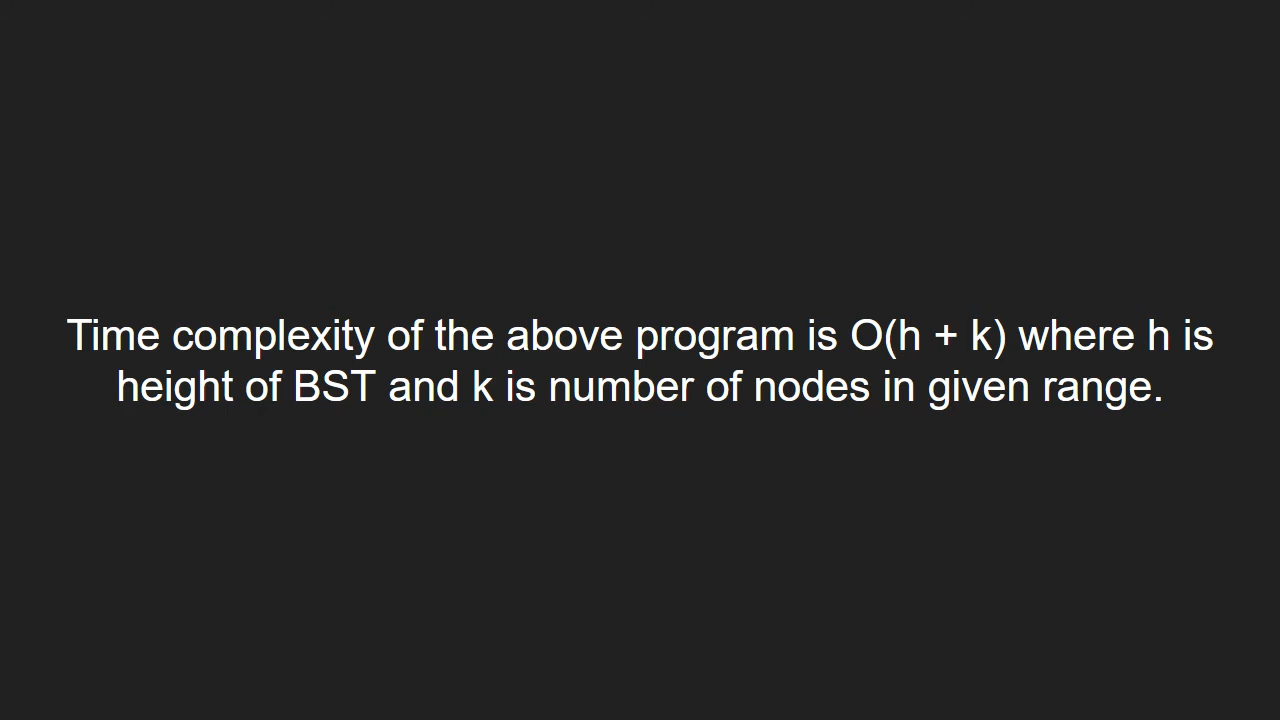 Time complexity of the above program is O(h + k) where h is
height of BST and k is number of nodes in given range.